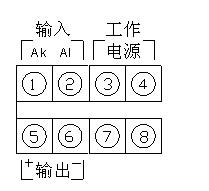 输入 工作
Ak Al 电源
① ② ③ ④
⑤ ⑥ ⑦ ⑧
+ 输出 -